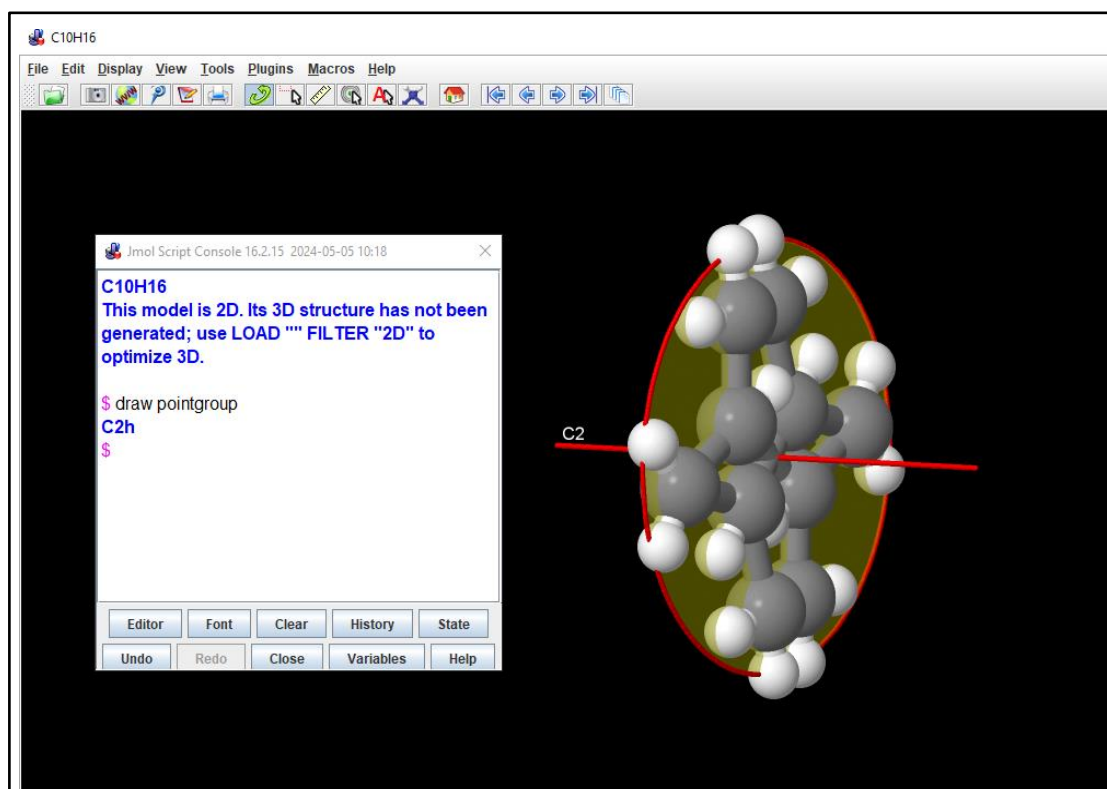 C10H16
File Edit Display View Tools Plugins Macros Help
Jmol Script Console 16.2.15 2024-05-05 10:18
C10H16
This model is 2D. Its 3D structure has not been
generated; use LOAD "" FILTER "2D" to
optimize 3D.
$ draw pointgroup
C2h
$
Editor Font Clear History State
Undo Redo Close Variables Help
C2